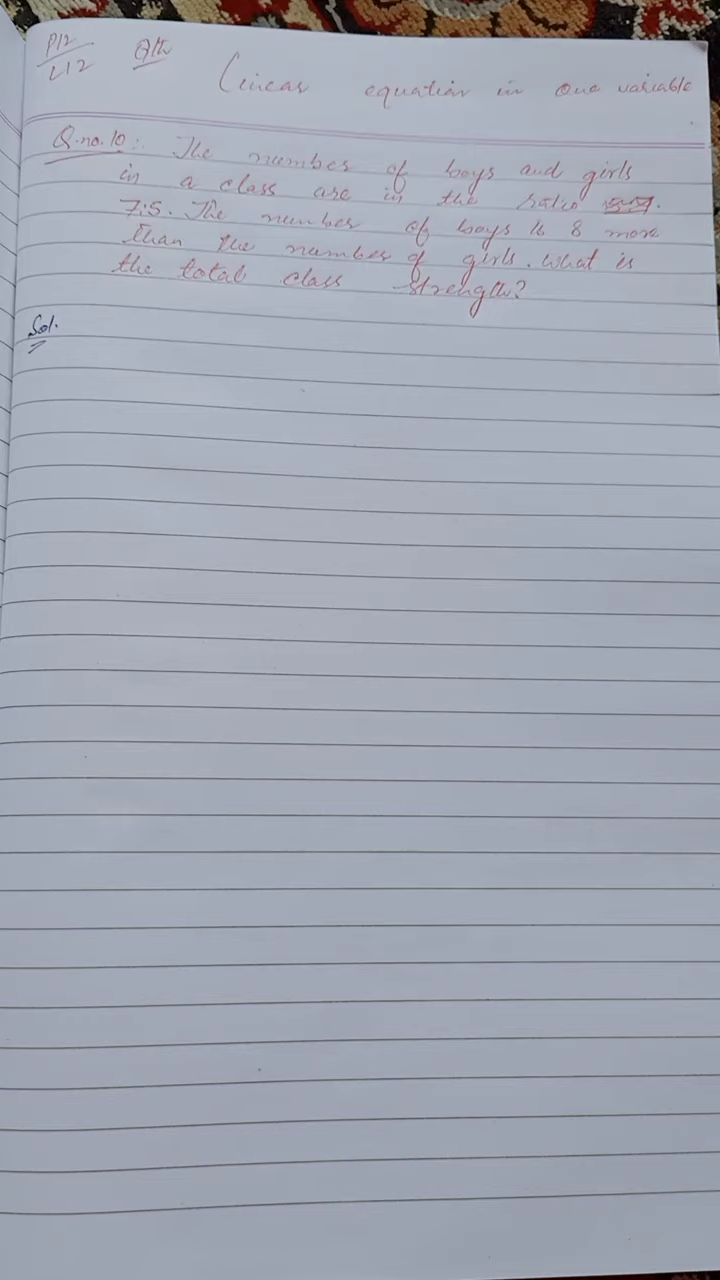 P12 8th Linear equation in one variable
L12
Q.no.10:. The number of boys and girls
in a class are in the ratio
7:5. The number of boys is 8 more
than the number of girls. What is
the total class strength?
Sol.